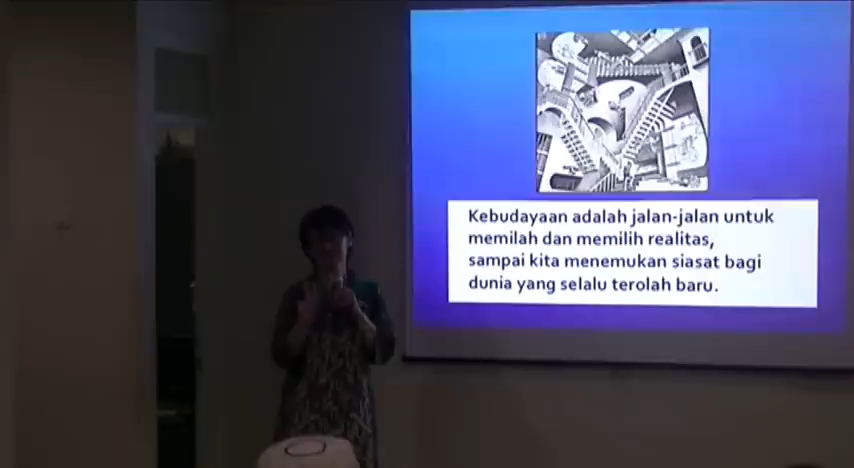 Kebudayaan adalah jalan-jalan untuk
memilah dan memilih realitas,
sampai kita menemukan siasat bagi
dunia yang selalu terolah baru.